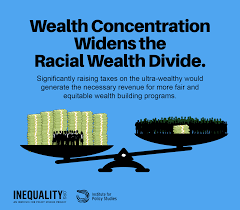 Wealth Concentration
Widens the
Racial Wealth Divide.
Significantly raising taxes on the ultra-wealthy would
generate the necessary revenue for more fair and
equitable wealth building programs.
INEQUALITY
Institute for
Policy Studies